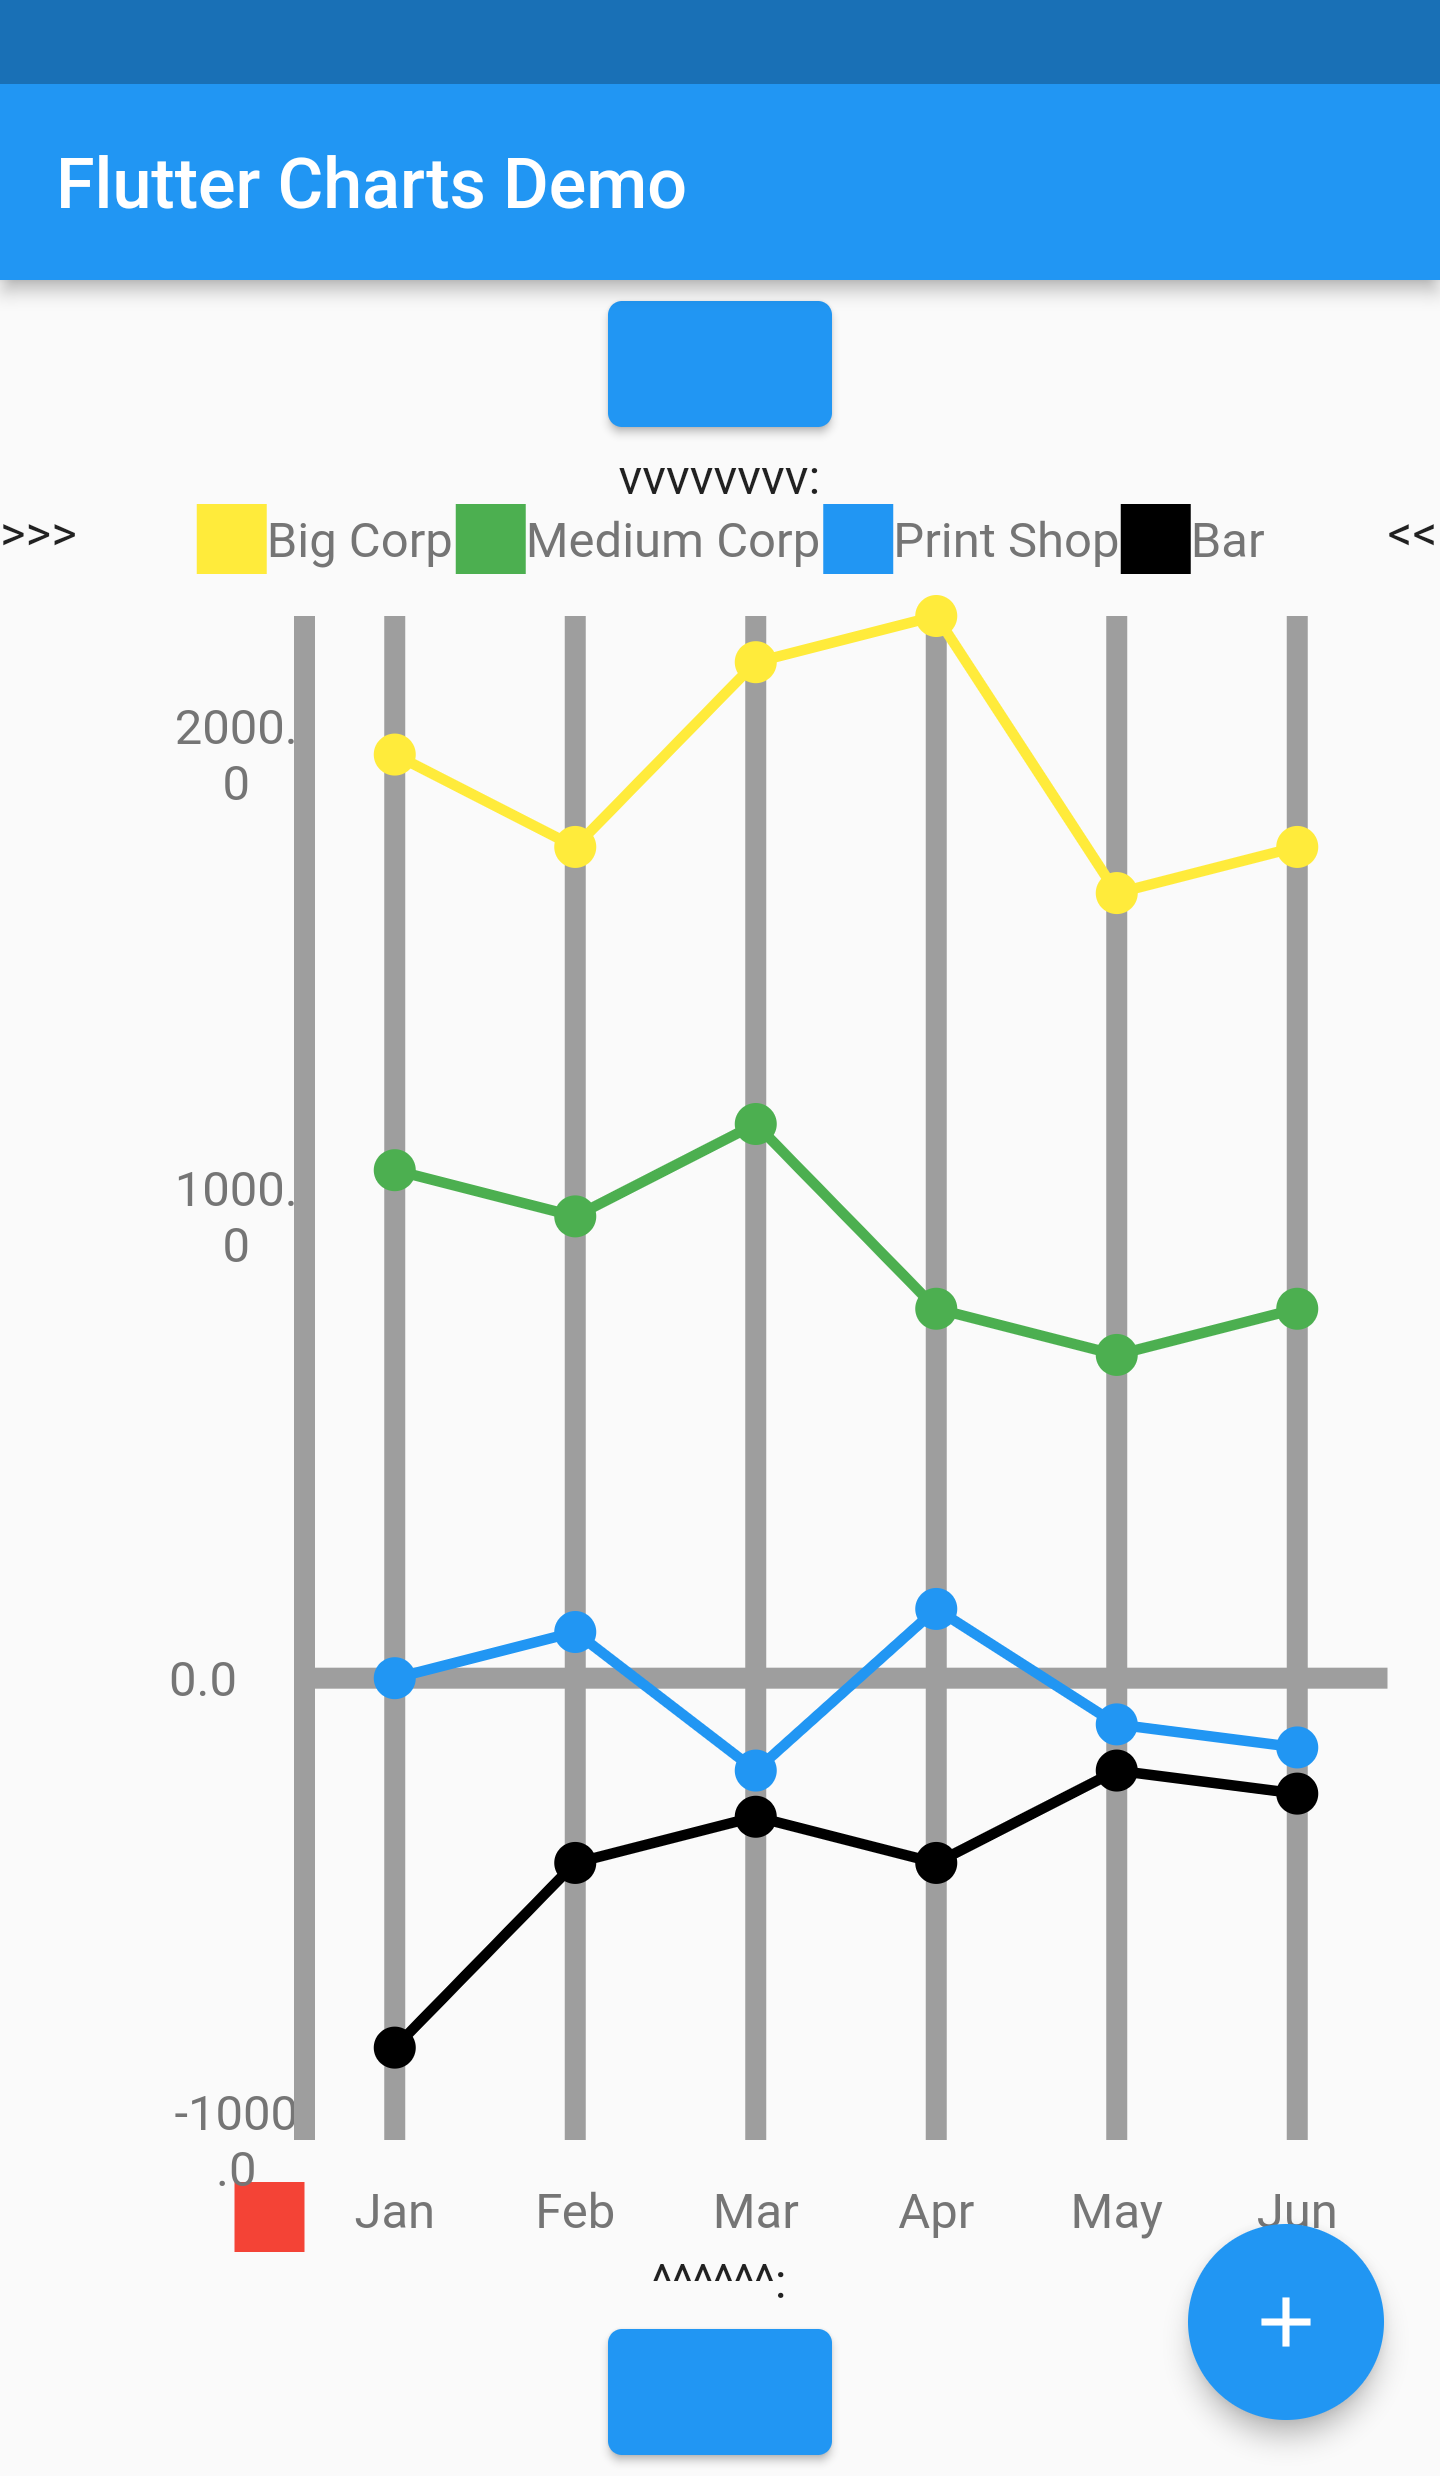 Flutter Charts Demo
vvvvvvvv:
>>> Big Corp Medium Corp Print Shop Bar <<
2000.
0
1000.
0
0.0
-1000
.0
Jan Feb Mar Apr May Jun
^^^^^^:
+